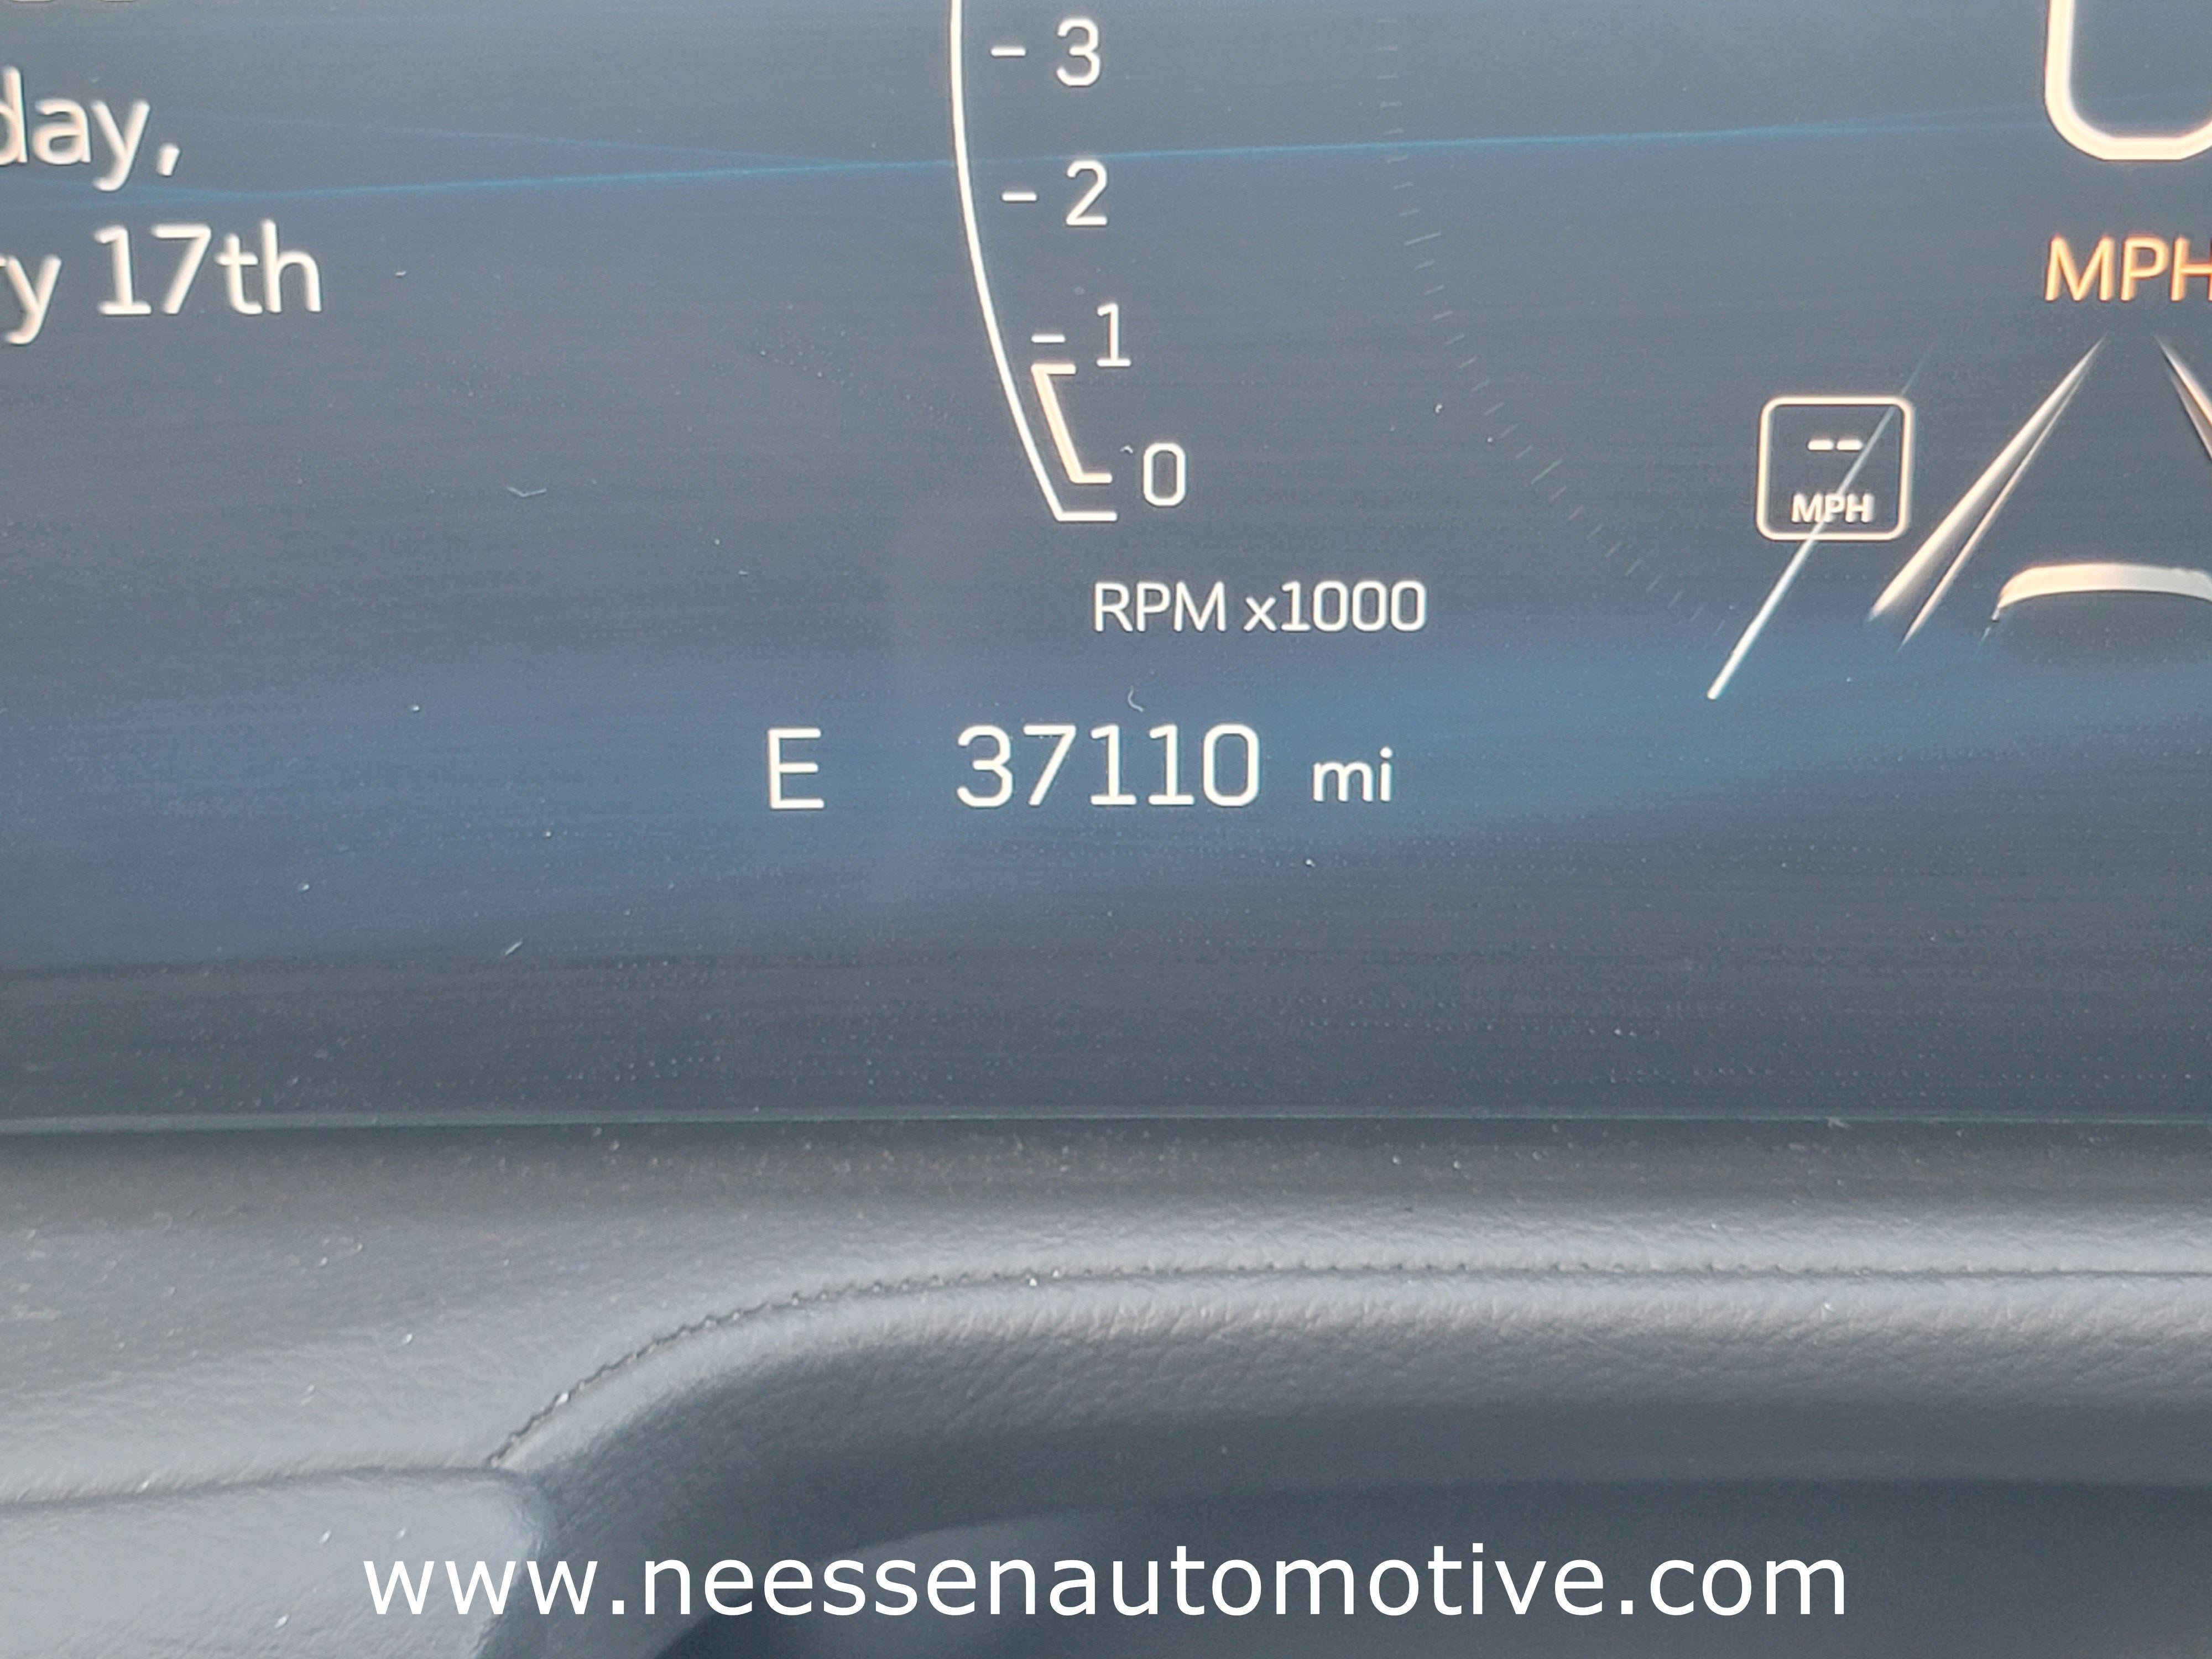 - 3
day,
- 2
17th
MPH
- 1
0
--
MPH
RPM x1000
E 37110 mi
www.neessenautomotive.com